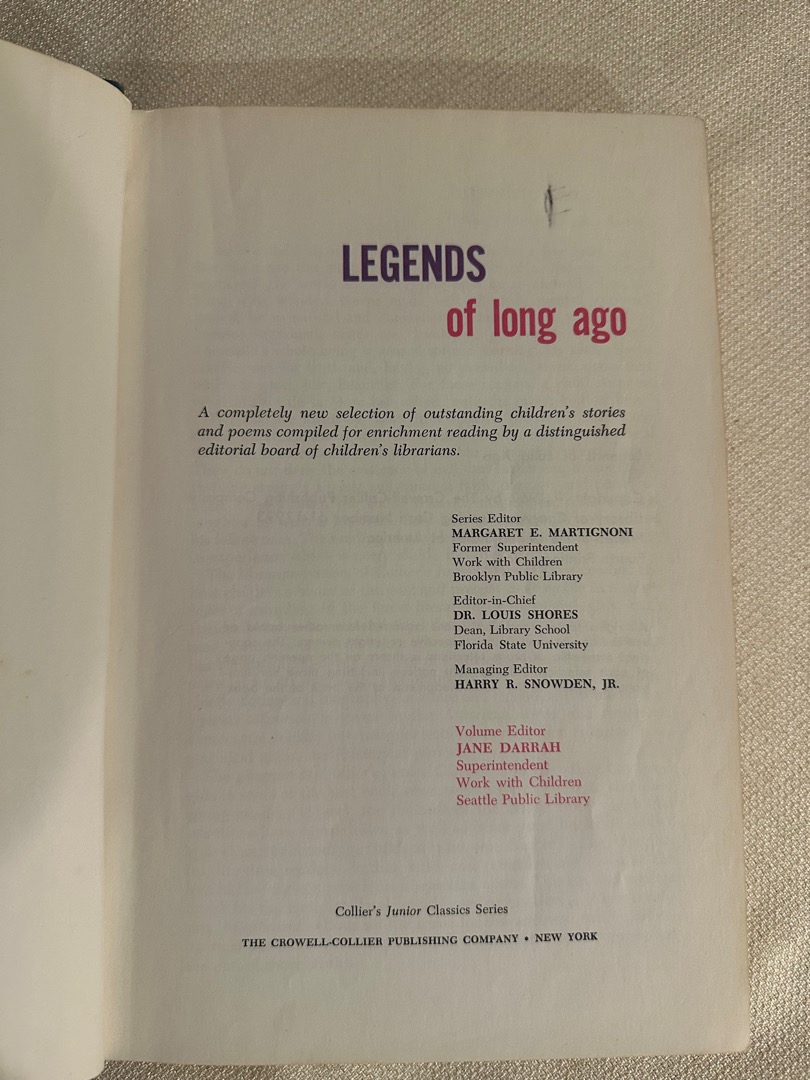 LEGENDS
of long ago
A completely new selection of outstanding children's stories
and poems compiled for enrichment reading by a distinguished
editorial board of children's librarians.
Series Editor
MARGARET E. MARTIGNONI
Former Superintendent
Work with Children
Brooklyn Public Library
Editor-in-Chief
DR. LOUIS SHORES
Dean, Library School
Florida State University
Managing Editor
HARRY R. SNOWDEN, JR.
Volume Editor
JANE DARRAH
Superintendent
Work with Children
Seattle Public Library
Collier's Junior Classics Series
THE CROWELL-COLLIER PUBLISHING COMPANY • NEW YORK